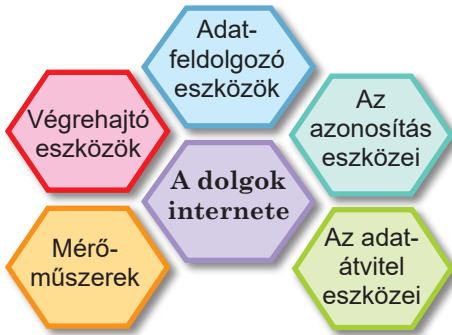 Adat-
feldolgozó
eszközök
Végrehajtó
eszközök
Az
azonosítás
eszközei
A dolgok
internete
Mérő-
műszerek
Az adat-
átvitel
eszközei